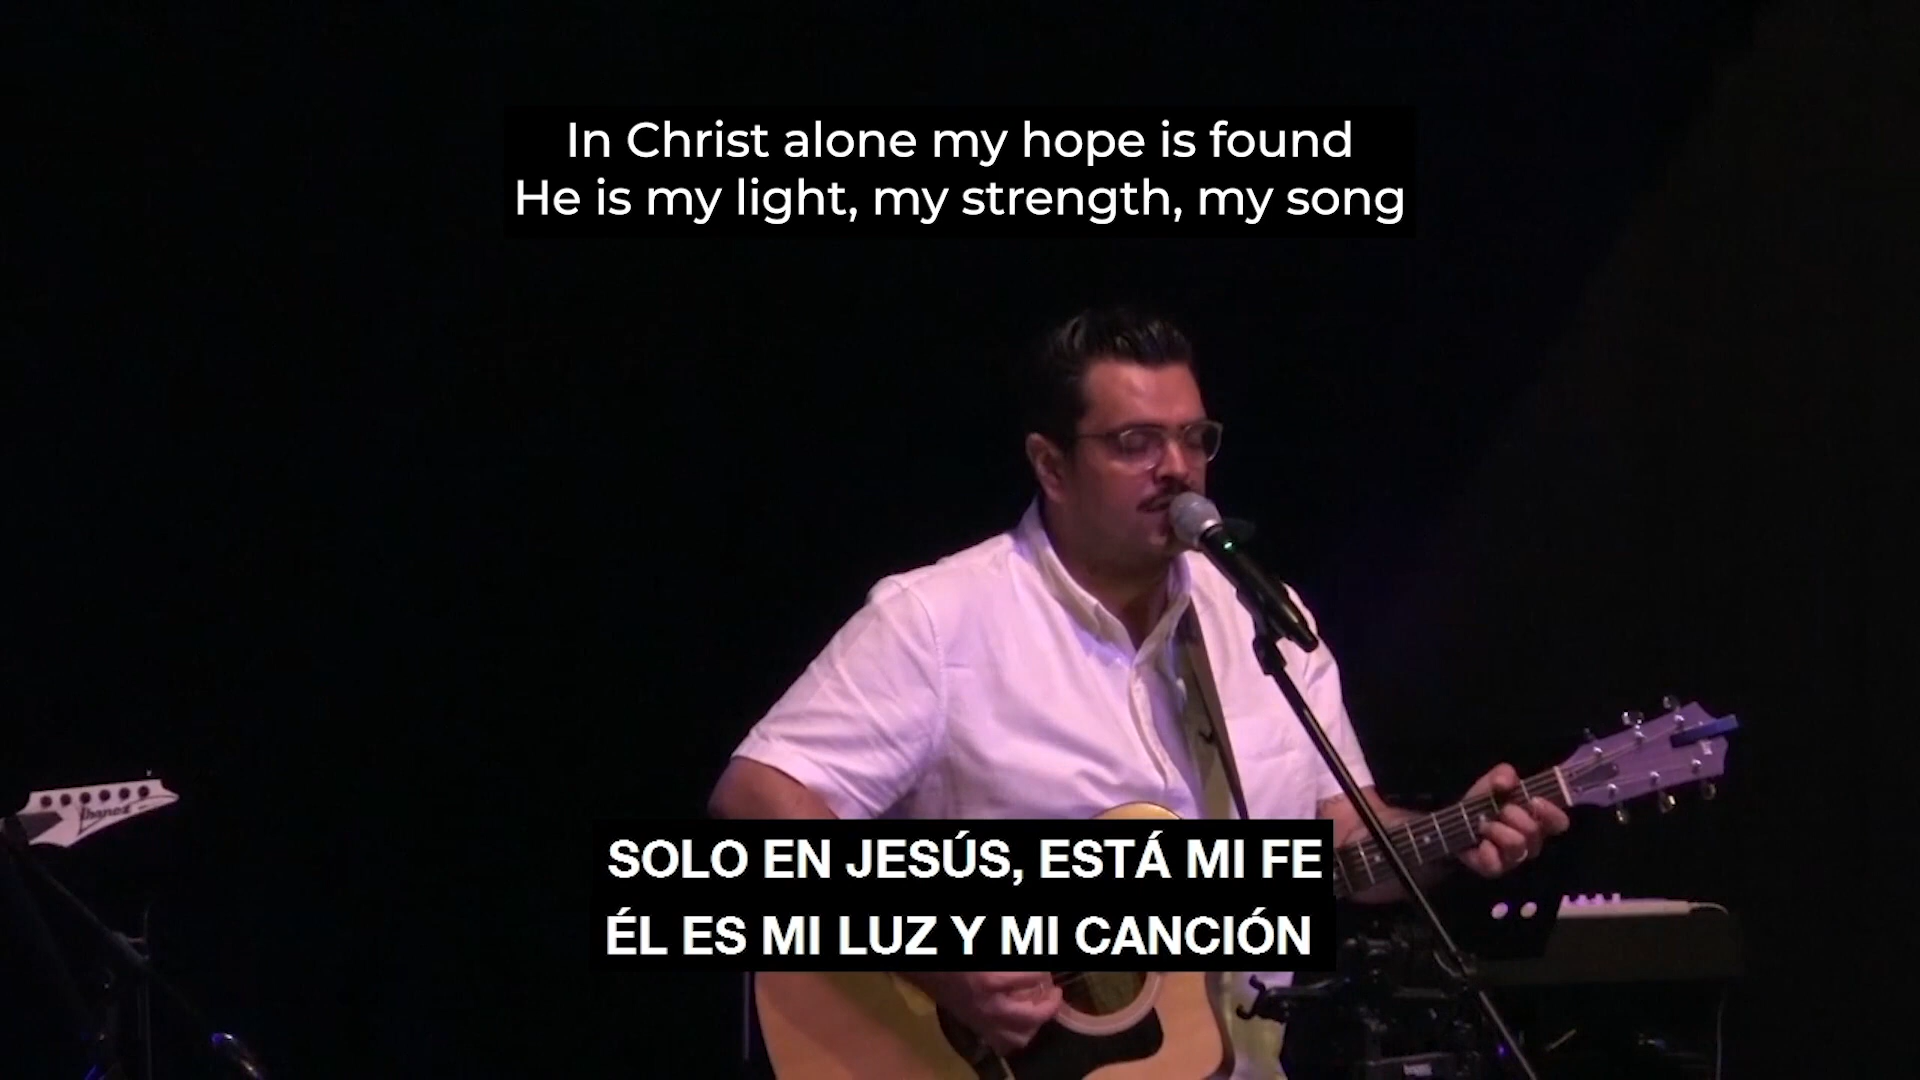 In Christ alone my hope is found
He is my light, my strength, my song
Ibanez
SOLO EN JESÚS, ESTÁ MI FE
ÉL ES MI LUZ Y MI CANCIÓN